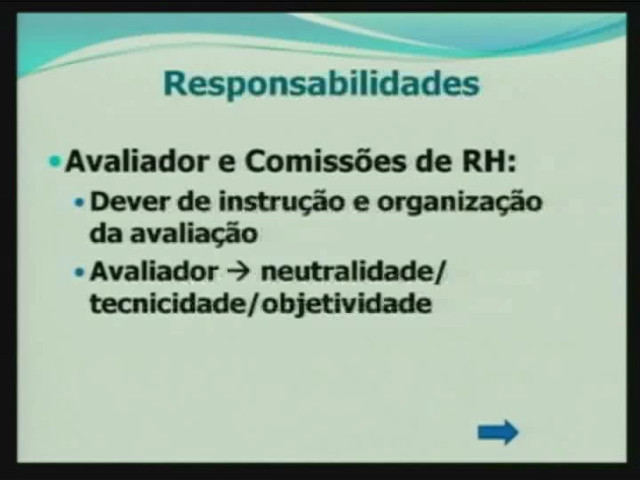 Responsabilidades
•Avaliador e Comissões de RH:
•Dever de instrução e organização
da avaliação
•Avaliador → neutralidade/
tecnicidade/objetividade